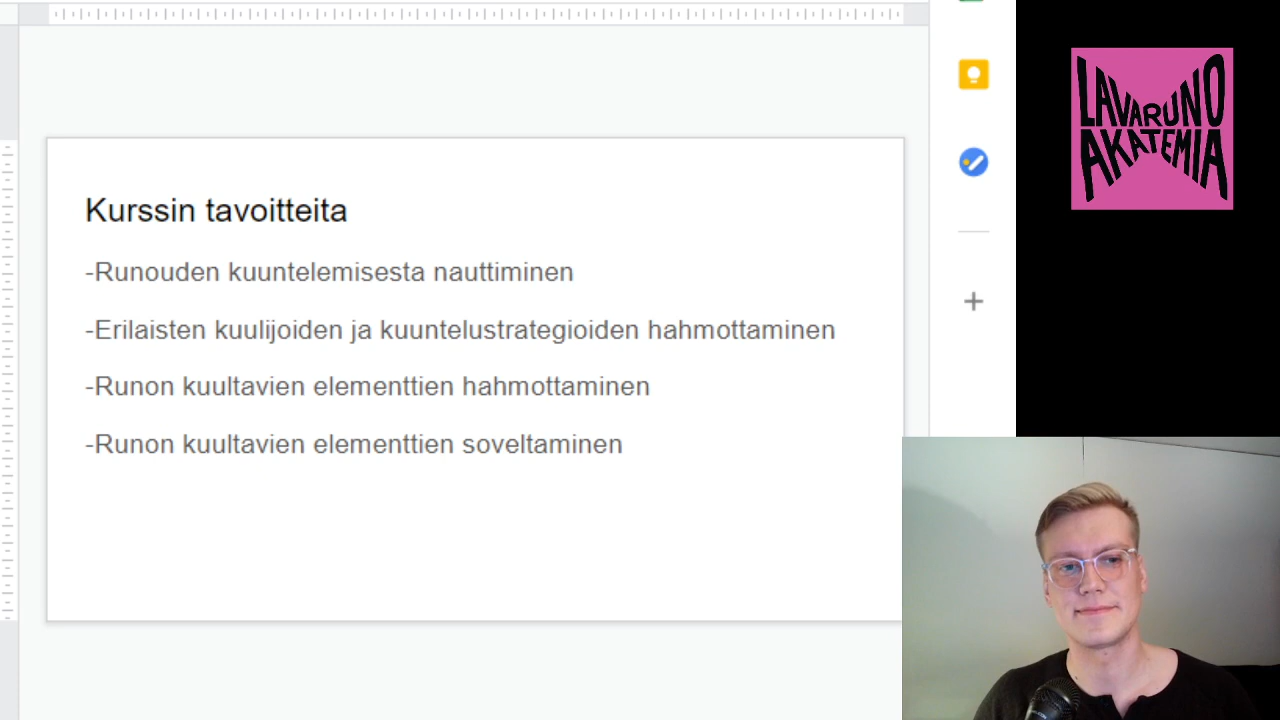 Kurssin tavoitteita
-Runouden kuuntelemisesta nauttiminen
-Erilaisten kuulijoiden ja kuuntelustrategioiden hahmottaminen
-Runon kuultavien elementtien hahmottaminen
-Runon kuultavien elementtien soveltaminen
LAVARUNO
AKATEMIA